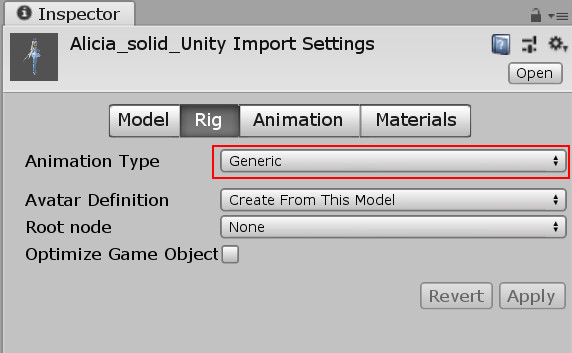 Inspector
Alicia_solid_Unity Import Settings
Open
Model Rig Animation Materials
Animation Type Generic
Avatar Definition Create From This Model
Root node None
Optimize Game Object
Revert Apply